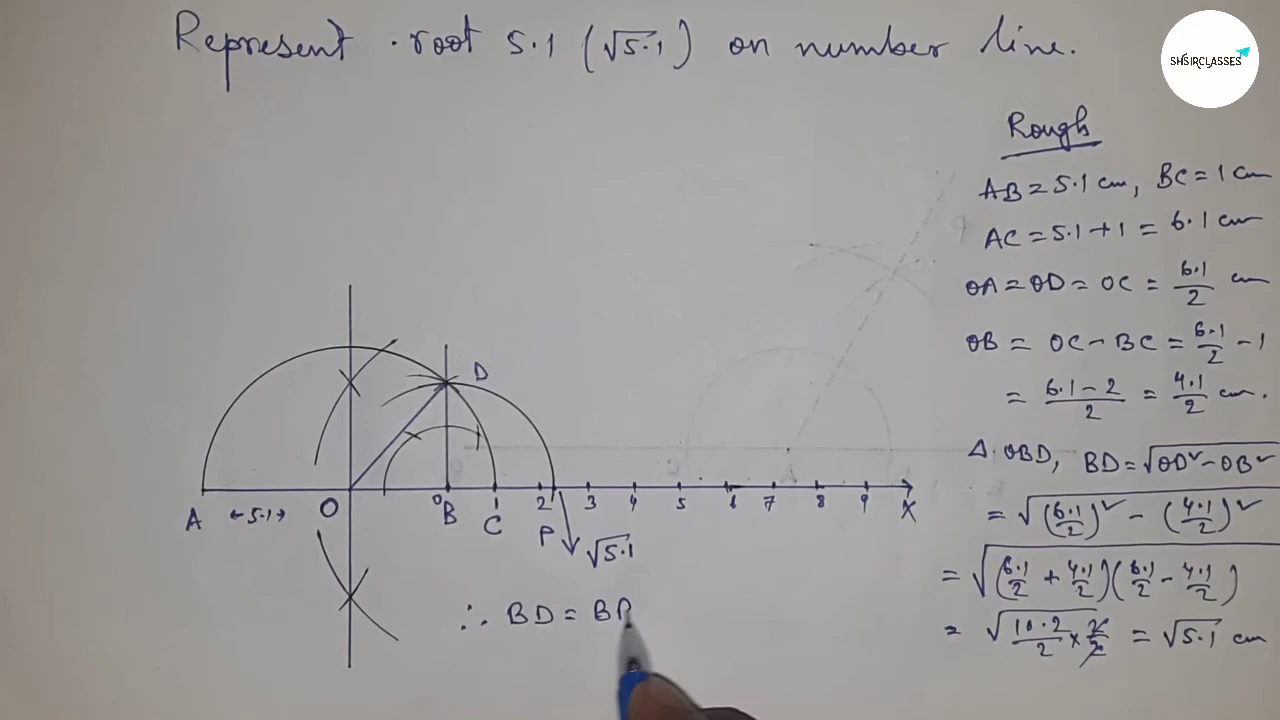 Represent root 5.1 (√5.1) on number line.
SHSIRCLASSES
Rough
AB = 5.1 cm, BC = 1 cm
AC = 5.1 + 1 = 6.1 cm
OA = OD = OC = 6.1/2 cm
OB = OC - BC = 6.1/2 - 1
= 6.1-2/2 = 4.1/2 cm.
Δ OBD, BD = √OD² - OB²
= √(6.1/2)² - (4.1/2)²
= √(6.1/2 + 4.1/2)(6.1/2 - 4.1/2)
= √10.2/2 × 2/2 = √5.1 cm
D
A ←5.1→ O 0 B C 2 P 3 4 5 6 7 8 9 X
√5.1
∴ BD = BP